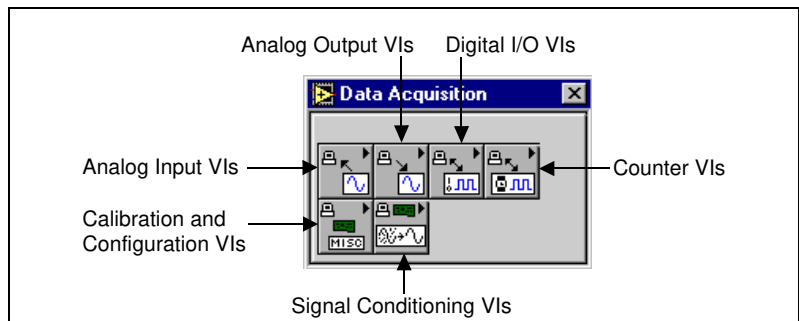 Analog Output VIs
Digital I/O VIs
Data Acquisition
Analog Input VIs
Counter VIs
Calibration and
Configuration VIs
MISC
Signal Conditioning VIs